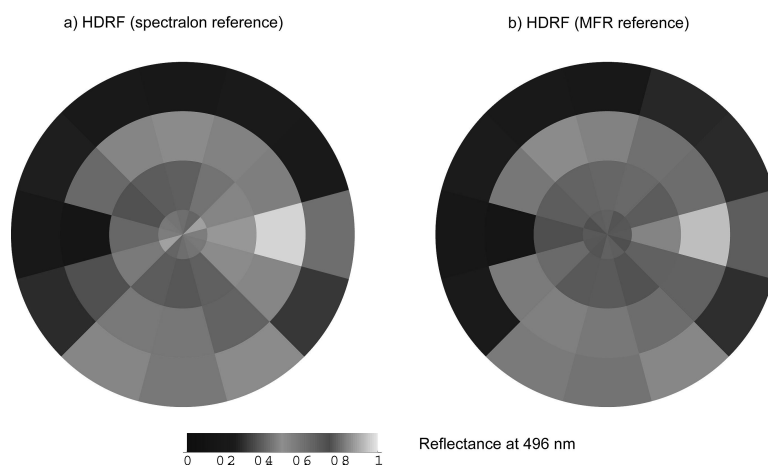 a) HDRF (spectralon reference)
b) HDRF (MFR reference)
0 0 2 0 4 0 6 0 8 1
Reflectance at 496 nm